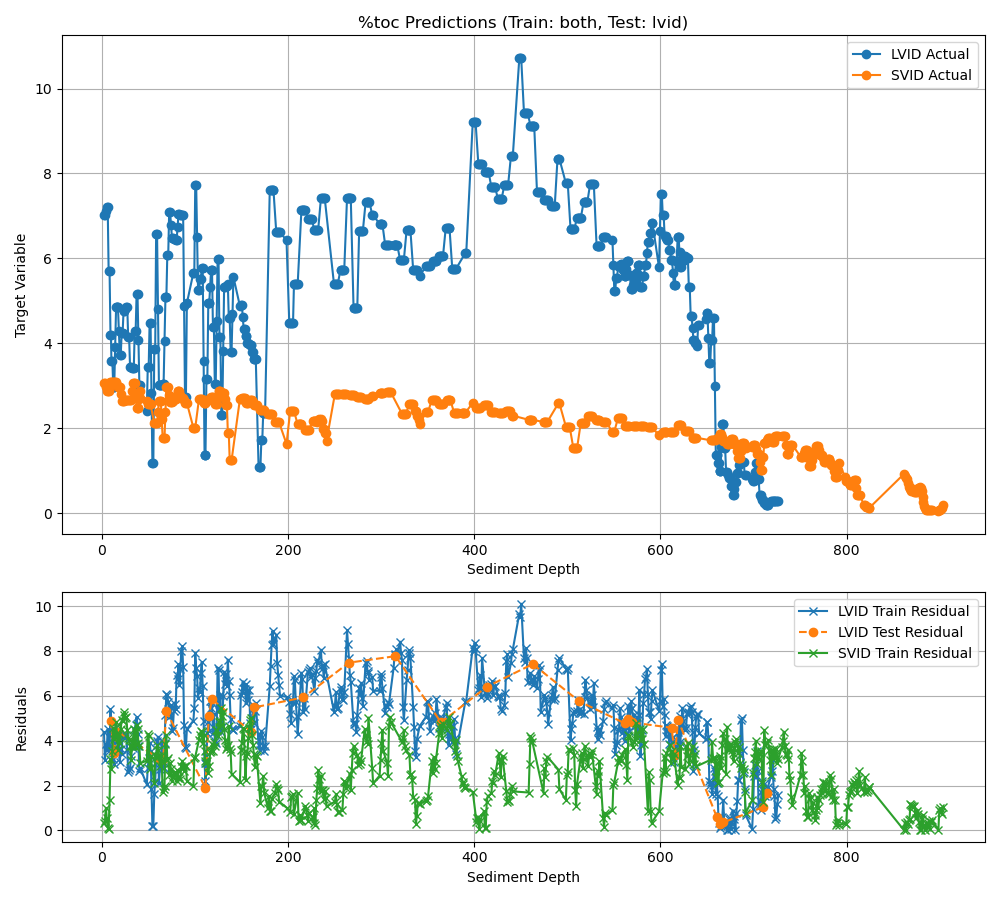 %toc Predictions (Train: both, Test: lvid)
Target Variable
10
8
6
4
2
0
LVID Actual
SVID Actual
0 200 400 600 800
Sediment Depth
Residuals
10
8
6
4
2
0
LVID Train Residual
LVID Test Residual
SVID Train Residual
0 200 400 600 800
Sediment Depth